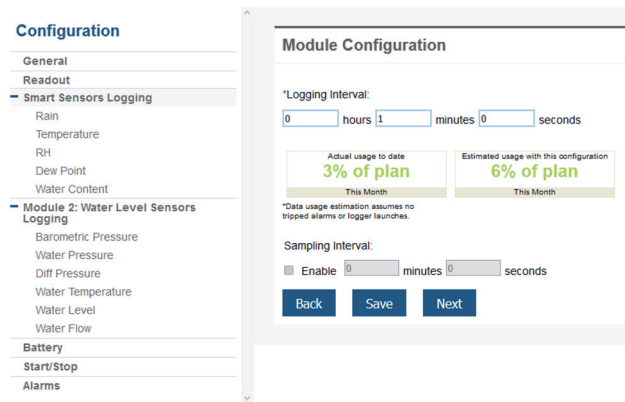 Configuration
General
Readout
Smart Sensors Logging
Rain
Temperature
RH
Dew Point
Water Content
Module 2: Water Level Sensors
Logging
Barometric Pressure
Water Pressure
Diff Pressure
Water Temperature
Water Level
Water Flow
Battery
Start/Stop
Alarms
Module Configuration
*Logging Interval:
0 hours 1 minutes 0 seconds
Actual usage to date
3% of plan
This Month
Estimated usage with this configuration
6% of plan
This Month
*Data usage estimation assumes no
tripped alarms or logger launches.
Sampling Interval:
Enable 0 minutes 0 seconds
Back Save Next